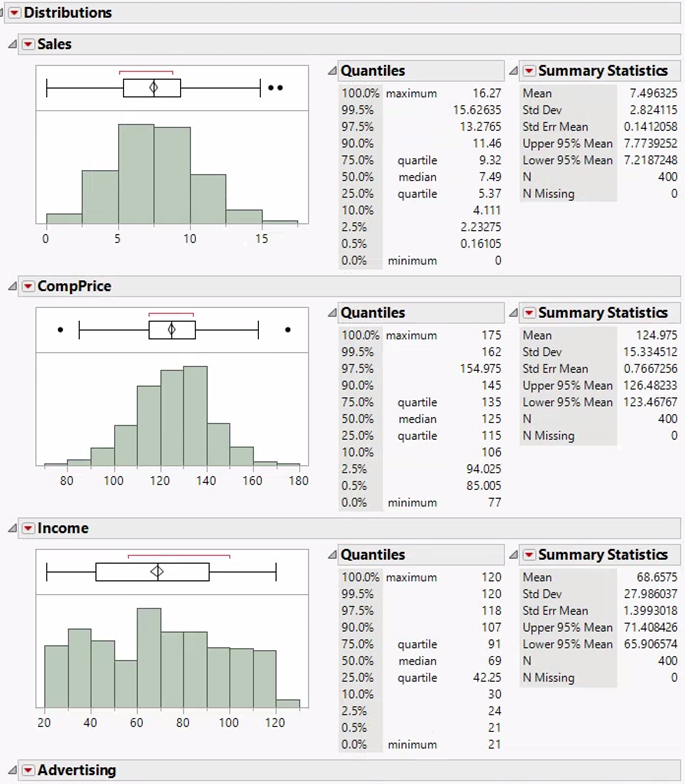 Distributions
Sales
Quantiles
100.0% maximum 16.27
99.5% 15.62635
97.5% 13.2765
90.0% 11.46
75.0% quartile 9.32
50.0% median 7.49
25.0% quartile 5.37
10.0% 4.111
2.5% 2.23275
0.5% 0.16105
0.0% minimum 0
Summary Statistics
Mean 7.496325
Std Dev 2.824115
Std Err Mean 0.1412058
Upper 95% Mean 7.7739252
Lower 95% Mean 7.2187248
N 400
N Missing 0
0 5 10 15
CompPrice
Quantiles
100.0% maximum 175
99.5% 162
97.5% 154.975
90.0% 145
75.0% quartile 135
50.0% median 125
25.0% quartile 115
10.0% 106
2.5% 94.025
0.5% 85.005
0.0% minimum 77
Summary Statistics
Mean 124.975
Std Dev 15.334512
Std Err Mean 0.7667256
Upper 95% Mean 126.48233
Lower 95% Mean 123.46767
N 400
N Missing 0
80 100 120 140 160 180
Income
Quantiles
100.0% maximum 120
99.5% 120
97.5% 118
90.0% 107
75.0% quartile 91
50.0% median 69
25.0% quartile 42.25
10.0% 30
2.5% 24
0.5% 21
0.0% minimum 21
Summary Statistics
Mean 68.6575
Std Dev 27.986037
Std Err Mean 1.3993018
Upper 95% Mean 71.408426
Lower 95% Mean 65.906574
N 400
N Missing 0
20 40 60 80 100 120
Advertising